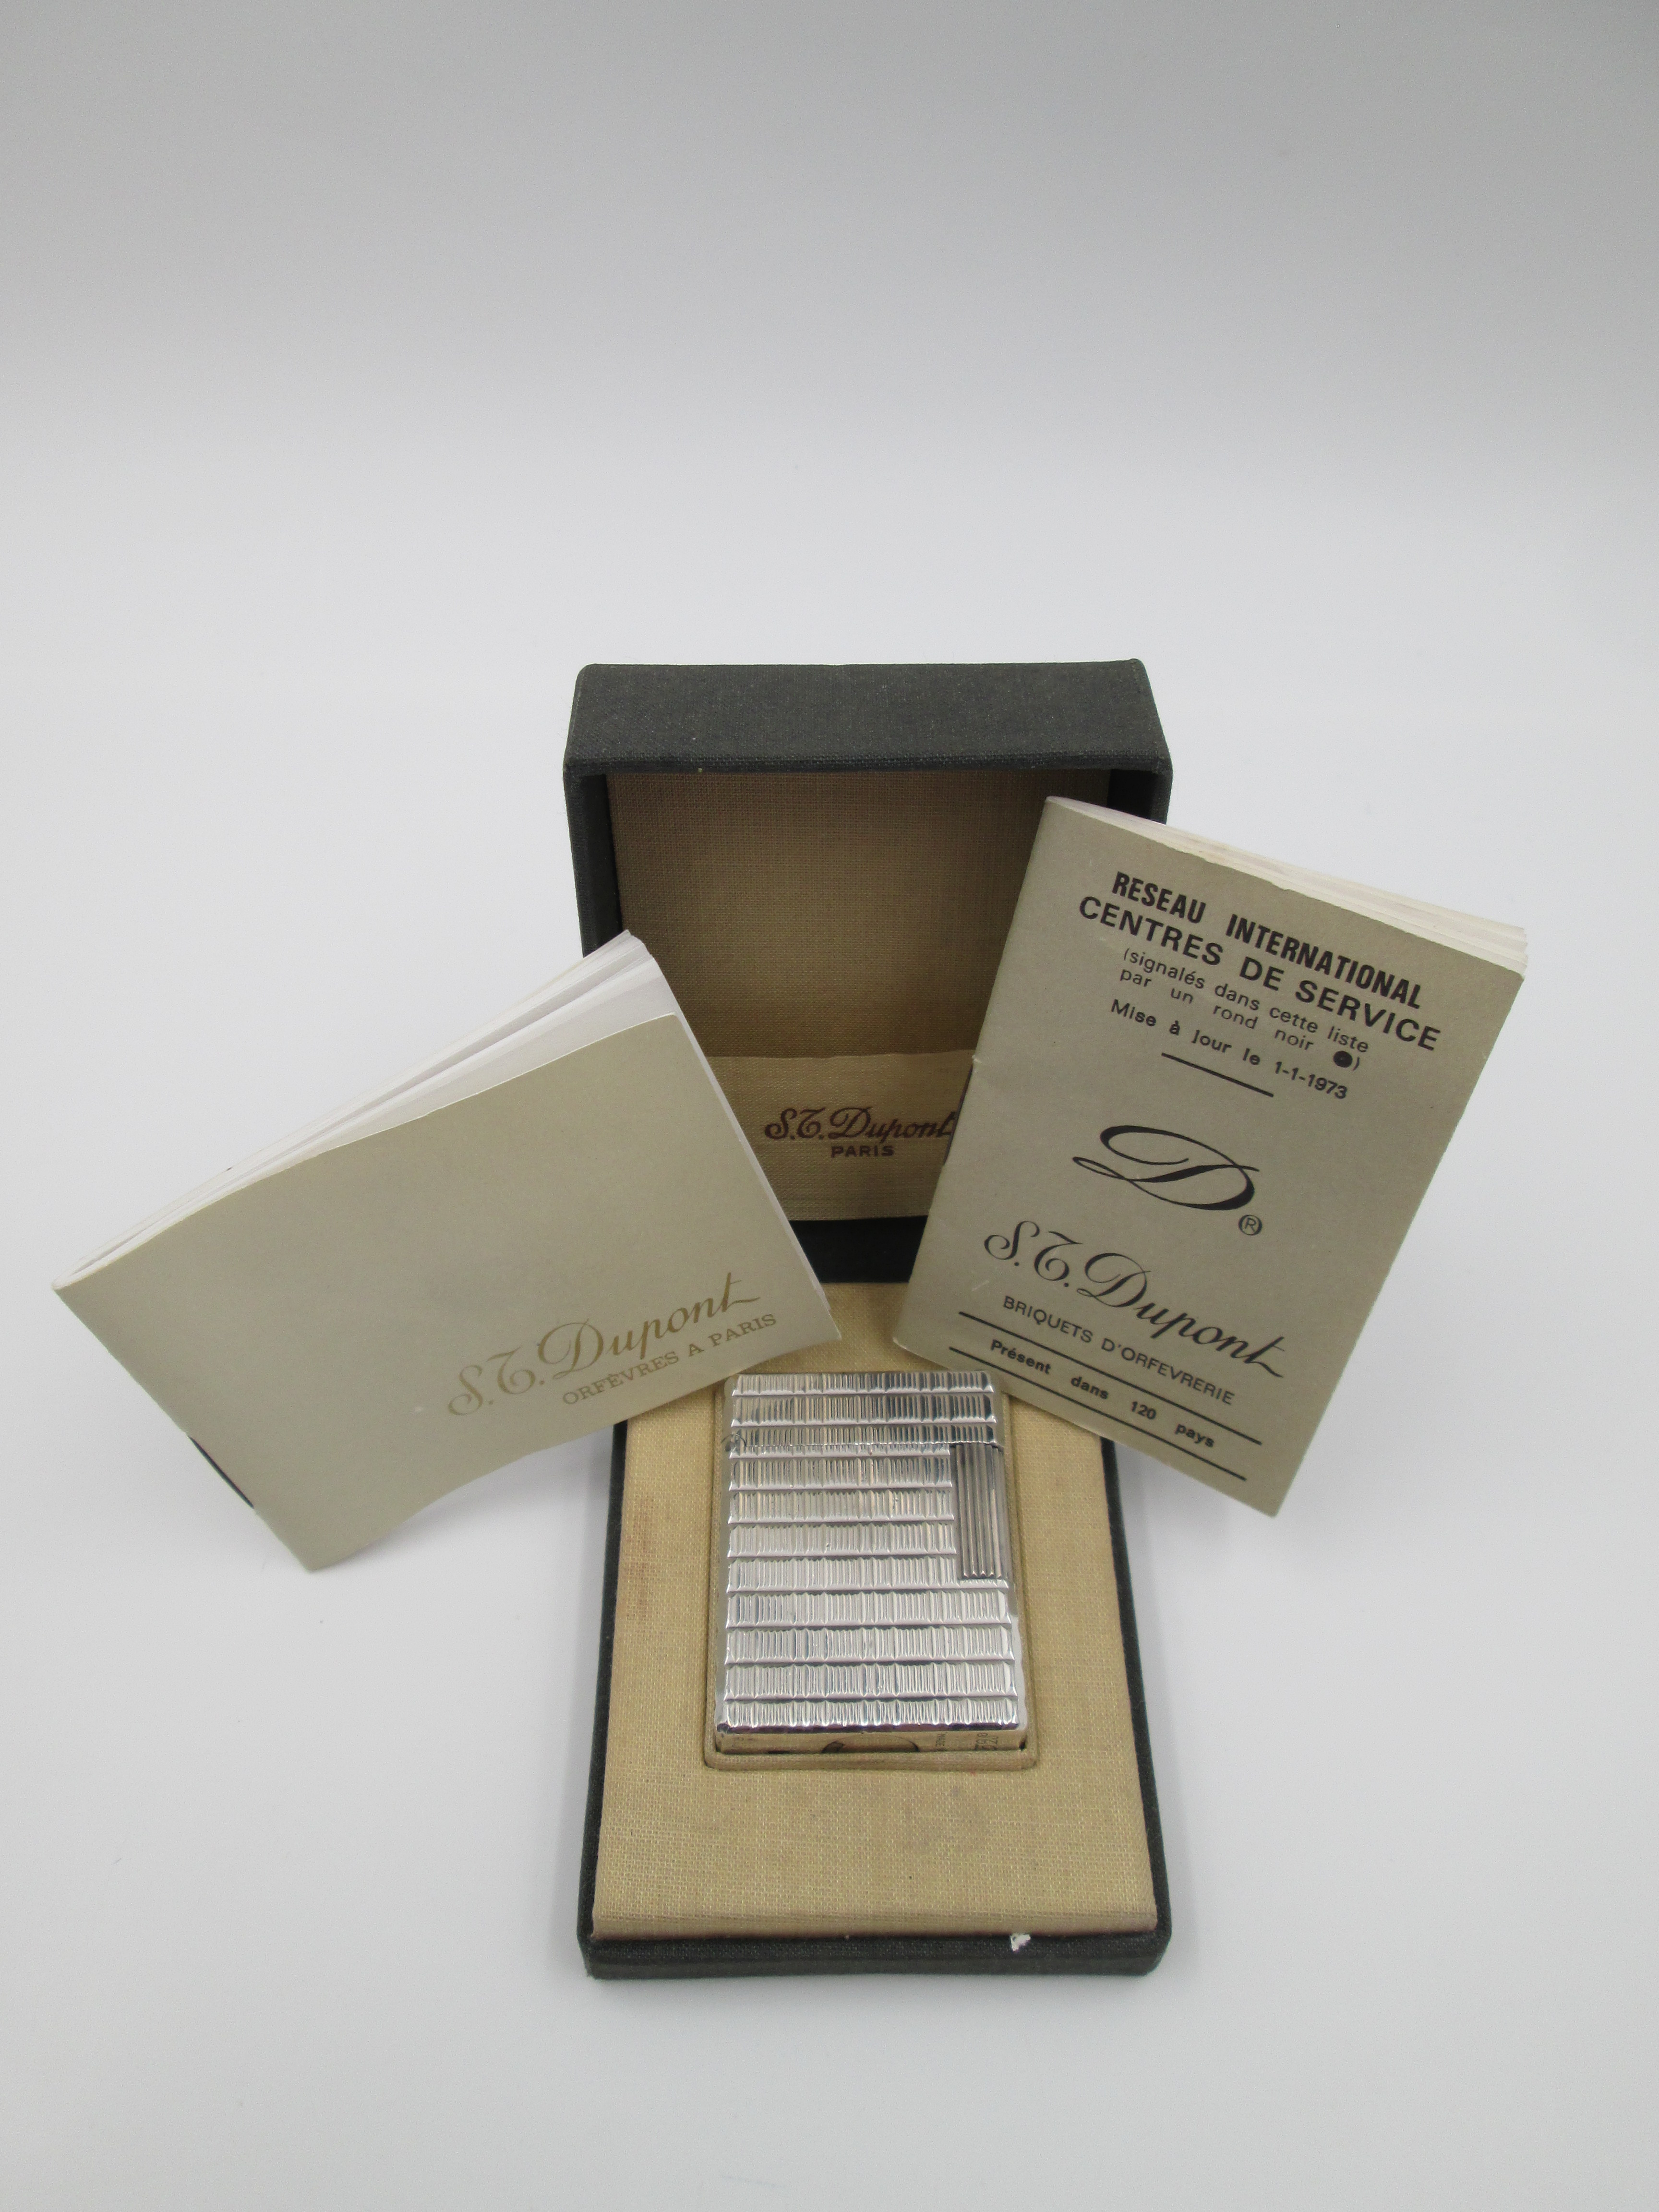 S.T. Dupont
PARIS
RESEAU INTERNATIONAL
CENTRES DE SERVICE
(signalés dans cette liste
par un rond noir ●)
Mise à jour le 1-1-1973
D®
S.T. Dupont
BRIQUETS D'ORFEVRERIE
Présent dans 120 pays
S.T. Dupont
ORFÈVRES A PARIS